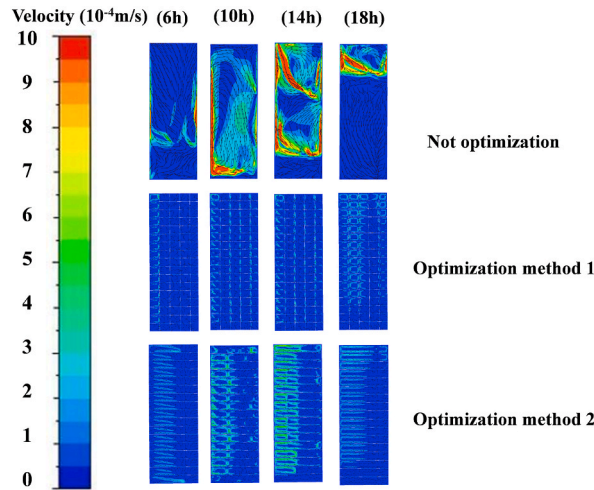 Velocity (10⁻⁴m/s) (6h) (10h) (14h) (18h)
10
9
8
7
6
5
4
3
2
1
0
Not optimization
Optimization method 1
Optimization method 2